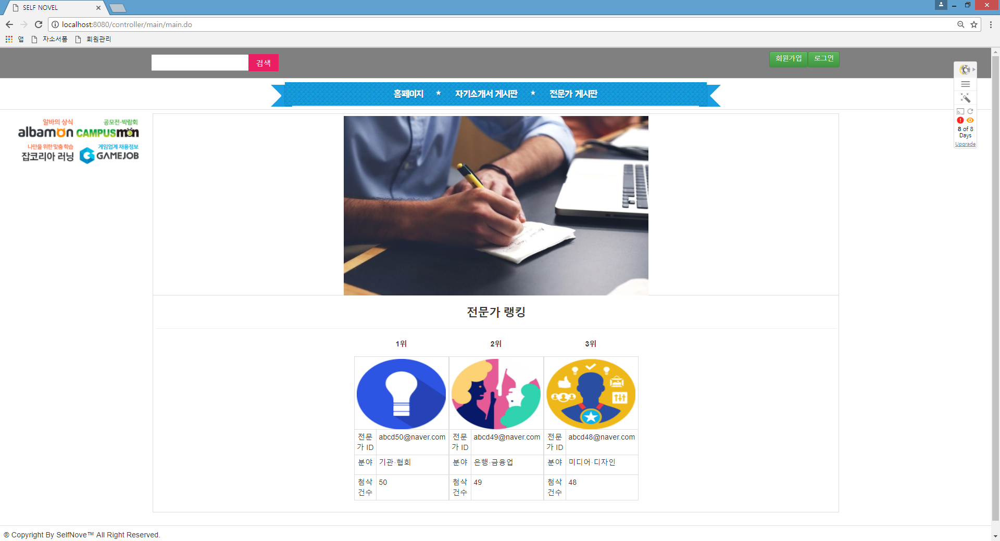 SELF NOVEL
localhost:8080/controller/main/main.do
앱 자소서폼 회원관리
검색 회원가입 로그인
홈페이지 ★ 자기소개서 게시판 ★ 전문가 게시판
알바의 상식 공모전·박람회
albamon CAMPUSmon
나만을 위한 맞춤 학습 게임업계 채용정보
잡코리아 러닝 GAMEJOB
8 of 8
Days
Upgrade
전문가 랭킹
1위 2위 3위
전문가 ID abcd50@naver.com 전문가 ID abcd49@naver.com 전문가 ID abcd48@naver.com
분야 기관·협회 분야 은행·금융업 분야 미디어·디자인
첨삭건수 50 첨삭건수 49 첨삭건수 48
® Copyright By SelfNove™ All Right Reserved.